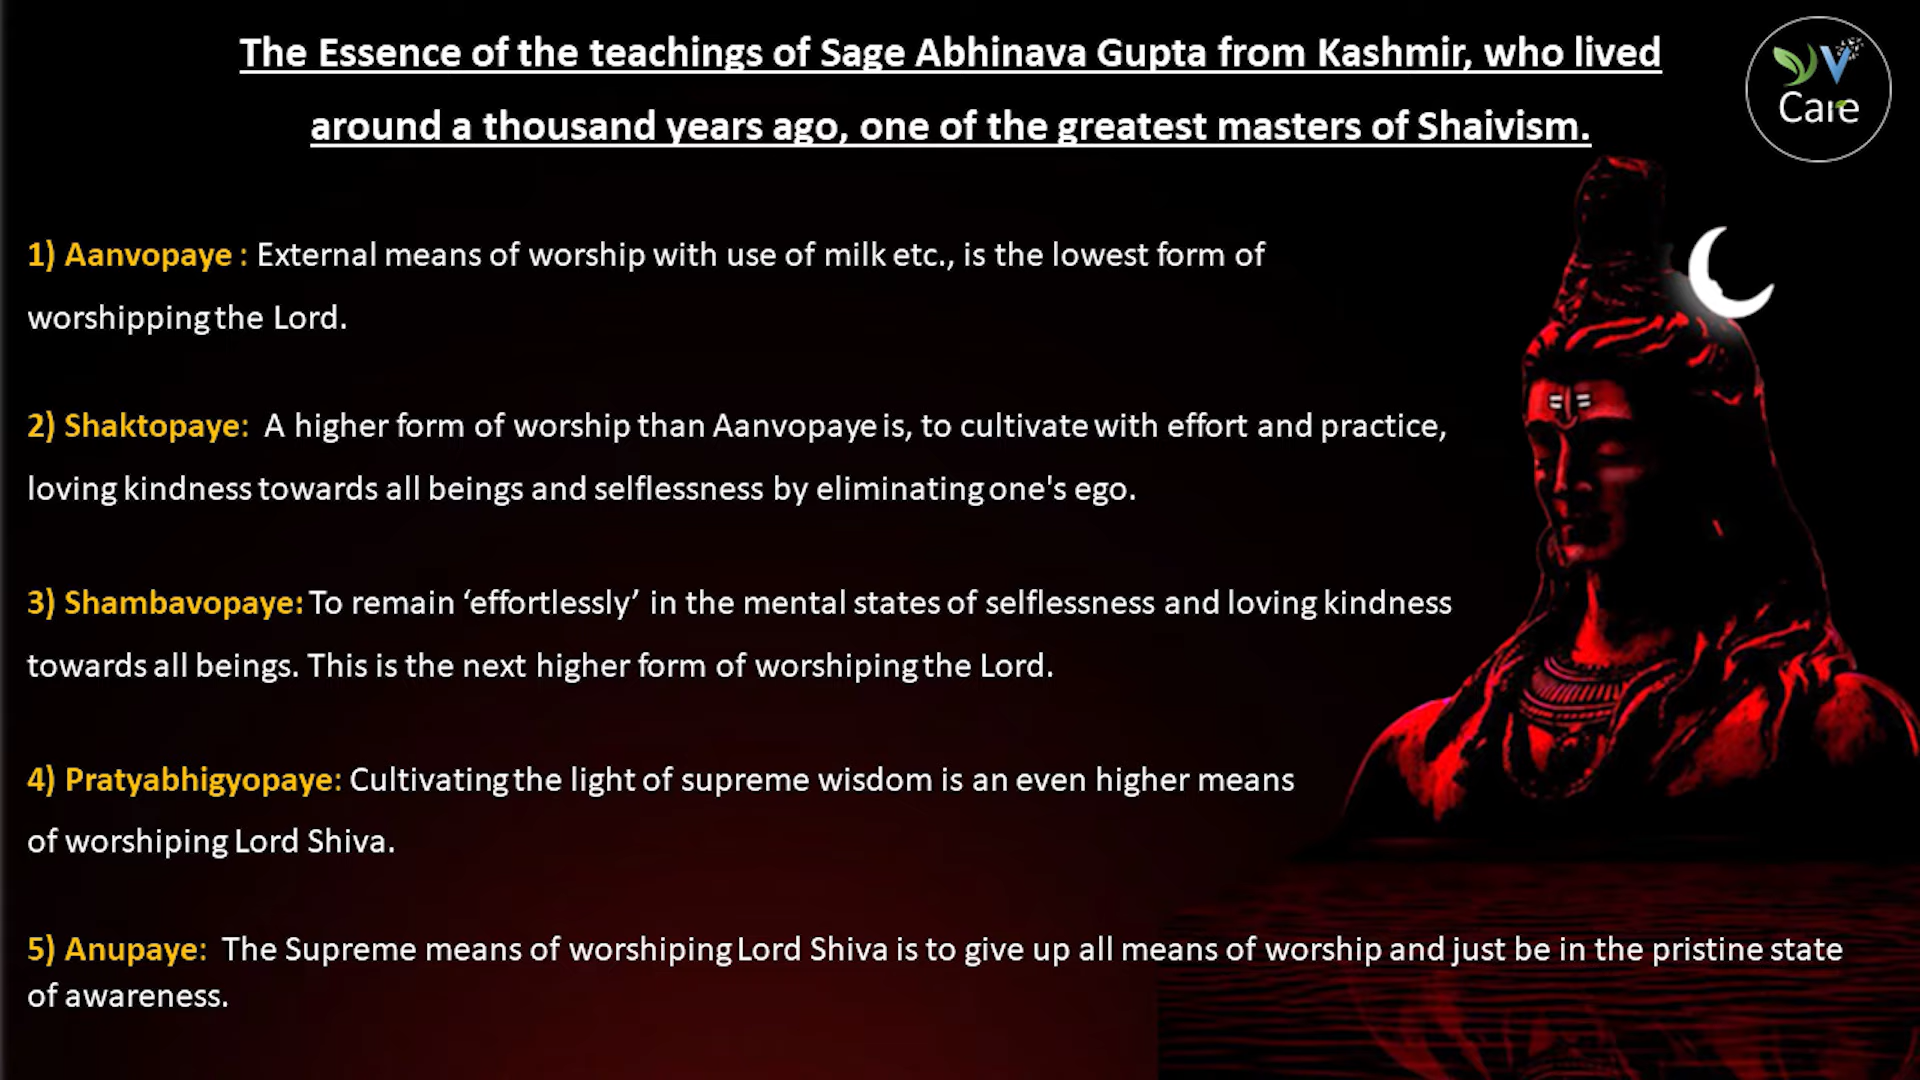 The Essence of the teachings of Sage Abhinava Gupta from Kashmir, who lived
around a thousand years ago, one of the greatest masters of Shaivism.
V
Care
1) Aanvopaye : External means of worship with use of milk etc., is the lowest form of
worshipping the Lord.
2) Shaktopaye: A higher form of worship than Aanvopaye is, to cultivate with effort and practice,
loving kindness towards all beings and selflessness by eliminating one's ego.
3) Shambavopaye: To remain ‘effortlessly’ in the mental states of selflessness and loving kindness
towards all beings. This is the next higher form of worshiping the Lord.
4) Pratyabhigyopaye: Cultivating the light of supreme wisdom is an even higher means
of worshiping Lord Shiva.
5) Anupaye: The Supreme means of worshiping Lord Shiva is to give up all means of worship and just be in the pristine state
of awareness.